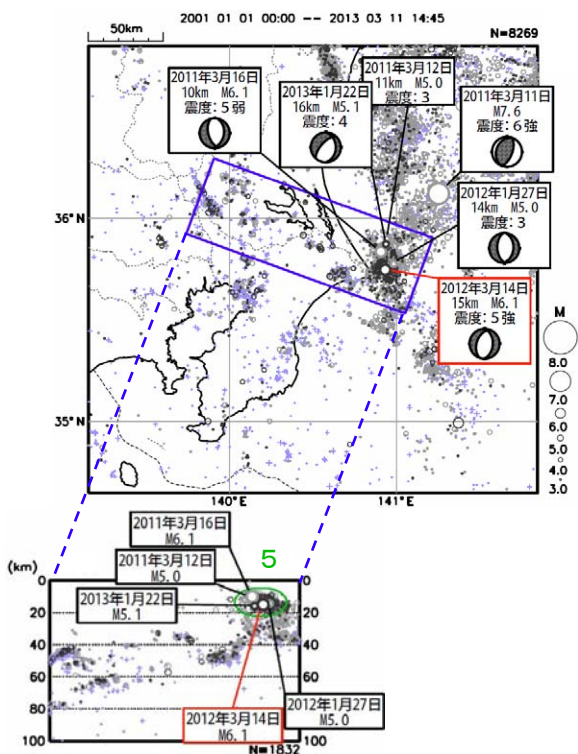 2001 01 01 00:00 -- 2013 03 11 14:45
50km
N=8269
2011年3月16日
10km M6.1
震度:5弱
2013年1月22日
16km M5.1
震度:4
2011年3月12日
11km M5.0
震度:3
2011年3月11日
M7.6
震度:6強
2012年1月27日
14km M5.0
震度:3
2012年3月14日
15km M6.1
震度:5強
36°N
35°N
140°E
141°E
M
8.0
7.0
6.0
5.0
4.0
3.0
2011年3月16日
M6.1
2011年3月12日
M5.0
5
(km)
0
20
40
60
80
100
0
20
40
60
80
100
2013年1月22日
M5.1
2012年3月14日
M6.1
2012年1月27日
M5.0
N=1832